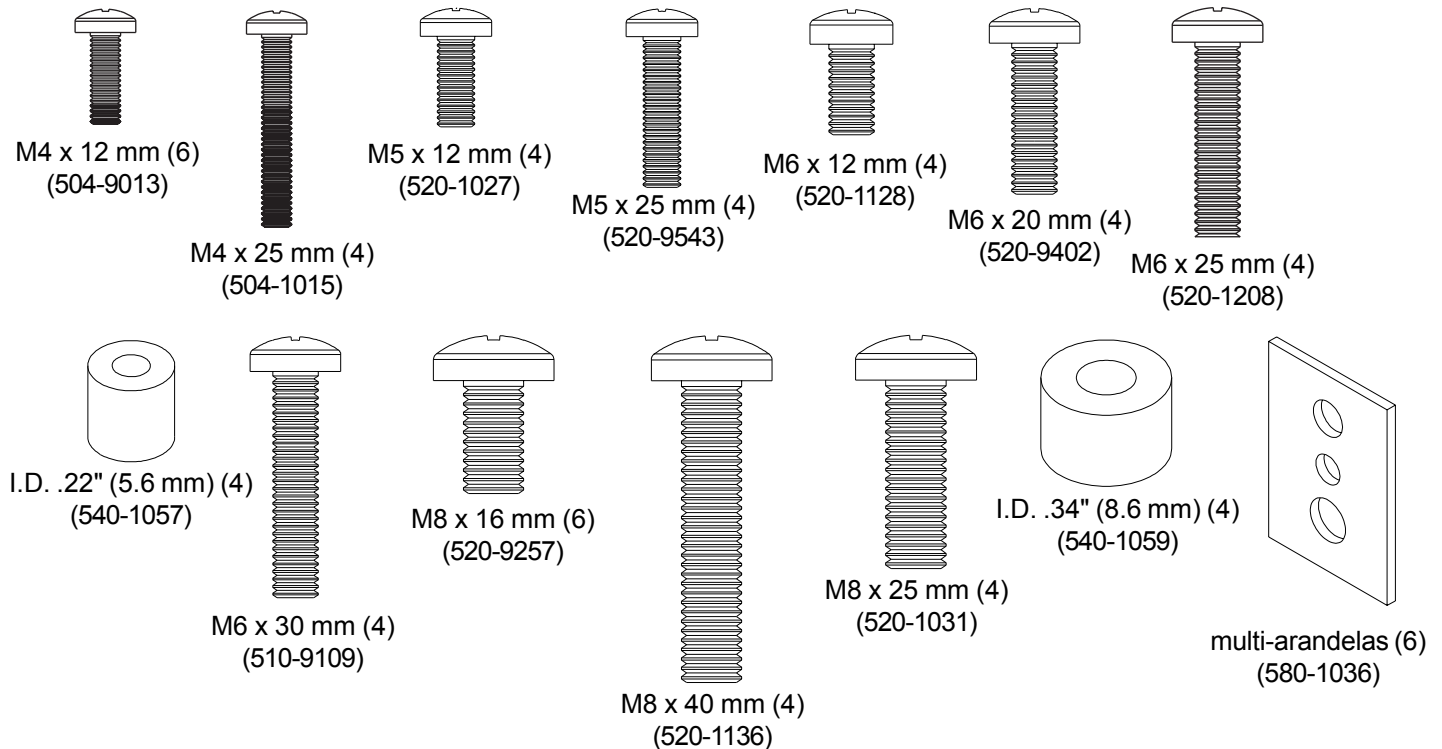 M4 x 12 mm (6)
(504-9013)
M4 x 25 mm (4)
(504-1015)
M5 x 12 mm (4)
(520-1027)
M5 x 25 mm (4)
(520-9543)
M6 x 12 mm (4)
(520-1128)
M6 x 20 mm (4)
(520-9402)
M6 x 25 mm (4)
(520-1208)
I.D. .22" (5.6 mm) (4)
(540-1057)
M6 x 30 mm (4)
(510-9109)
M8 x 16 mm (6)
(520-9257)
M8 x 40 mm (4)
(520-1136)
M8 x 25 mm (4)
(520-1031)
I.D. .34" (8.6 mm) (4)
(540-1059)
multi-arandelas (6)
(580-1036)